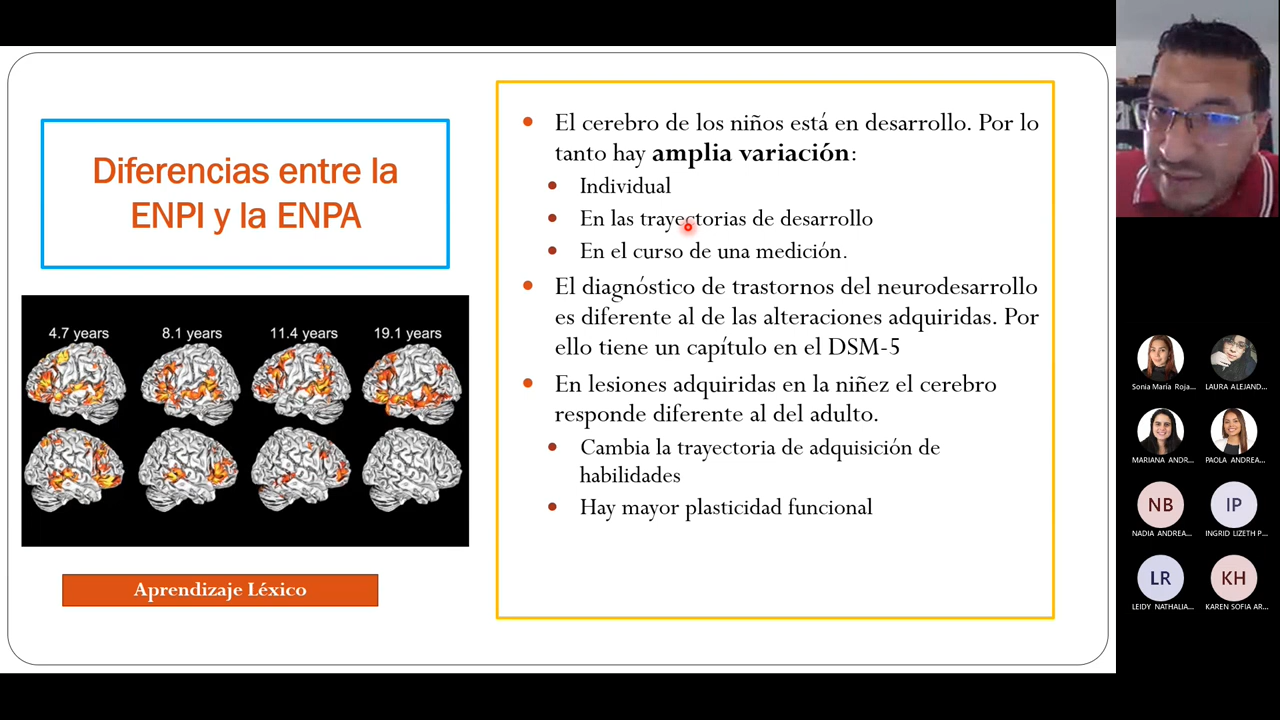 Diferencias entre la
ENPI y la ENPA
4.7 years
8.1 years
11.4 years
19.1 years
Aprendizaje Léxico
El cerebro de los niños está en desarrollo. Por lo
tanto hay amplia variación:
Individual
En las trayectorias de desarrollo
En el curso de una medición.
El diagnóstico de trastornos del neurodesarrollo
es diferente al de las alteraciones adquiridas. Por
ello tiene un capítulo en el DSM-5
En lesiones adquiridas en la niñez el cerebro
responde diferente al del adulto.
Cambia la trayectoria de adquisición de
habilidades
Hay mayor plasticidad funcional
Sonia María Roja...
LAURA ALEJAND...
MARIANA ANDR...
PAOLA ANDREA...
NB
IP
NADIA ANDREA...
INGRID LIZETH P...
LR
KH
LEIDY NATHALIA...
KAREN SOFIA AR...